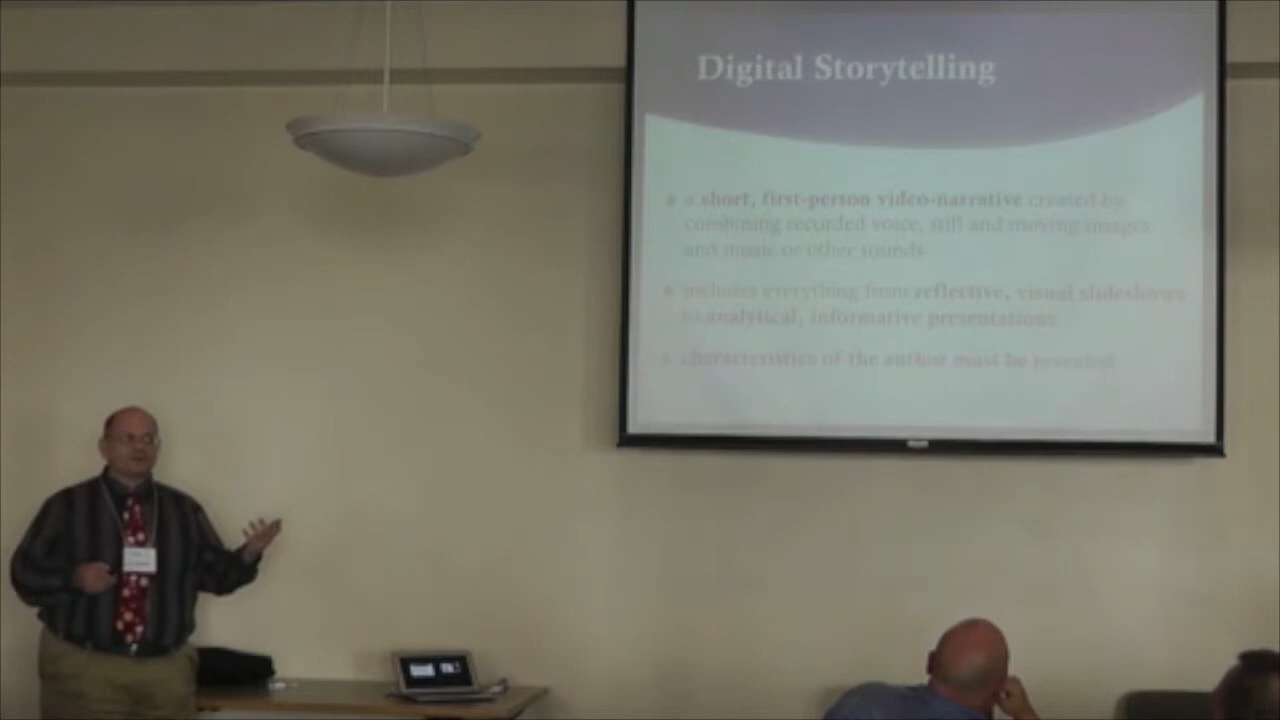 Digital Storytelling
a short, first-person video-narrative created by
combining recorded voice, still and moving images
and music or other sounds
includes everything from reflective, visual slideshows
to analytical, informative presentations
characteristics of the author must be revealed